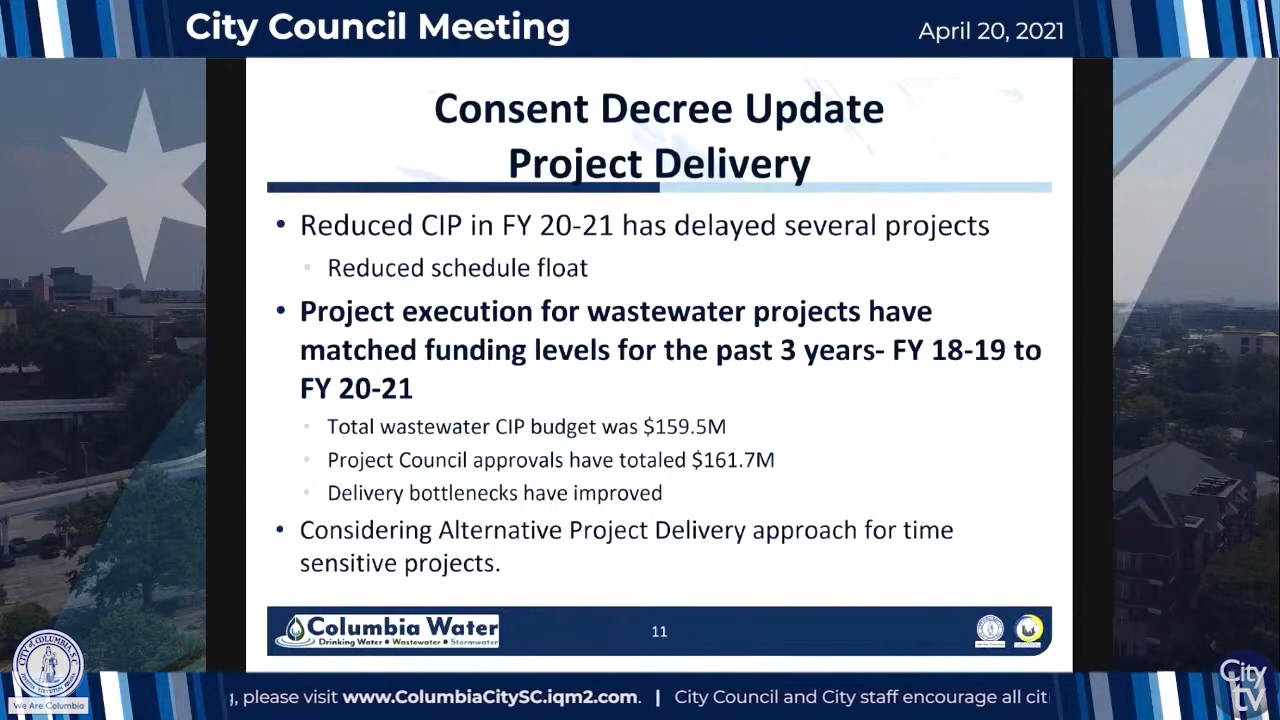 City Council Meeting
April 20, 2021
Consent Decree Update
Project Delivery
• Reduced CIP in FY 20-21 has delayed several projects
• Reduced schedule float
• Project execution for wastewater projects have
matched funding levels for the past 3 years- FY 18-19 to
FY 20-21
• Total wastewater CIP budget was $159.5M
• Project Council approvals have totaled $161.7M
• Delivery bottlenecks have improved
• Considering Alternative Project Delivery approach for time
sensitive projects.
Columbia Water
Drinking Water • Wastewater • Stormwater
11
CITY OF COLUMBIA, SC
We Are Columbia
g, please visit www.ColumbiaCitySC.iqm2.com. | City Council and City staff encourage all cit
City
tv